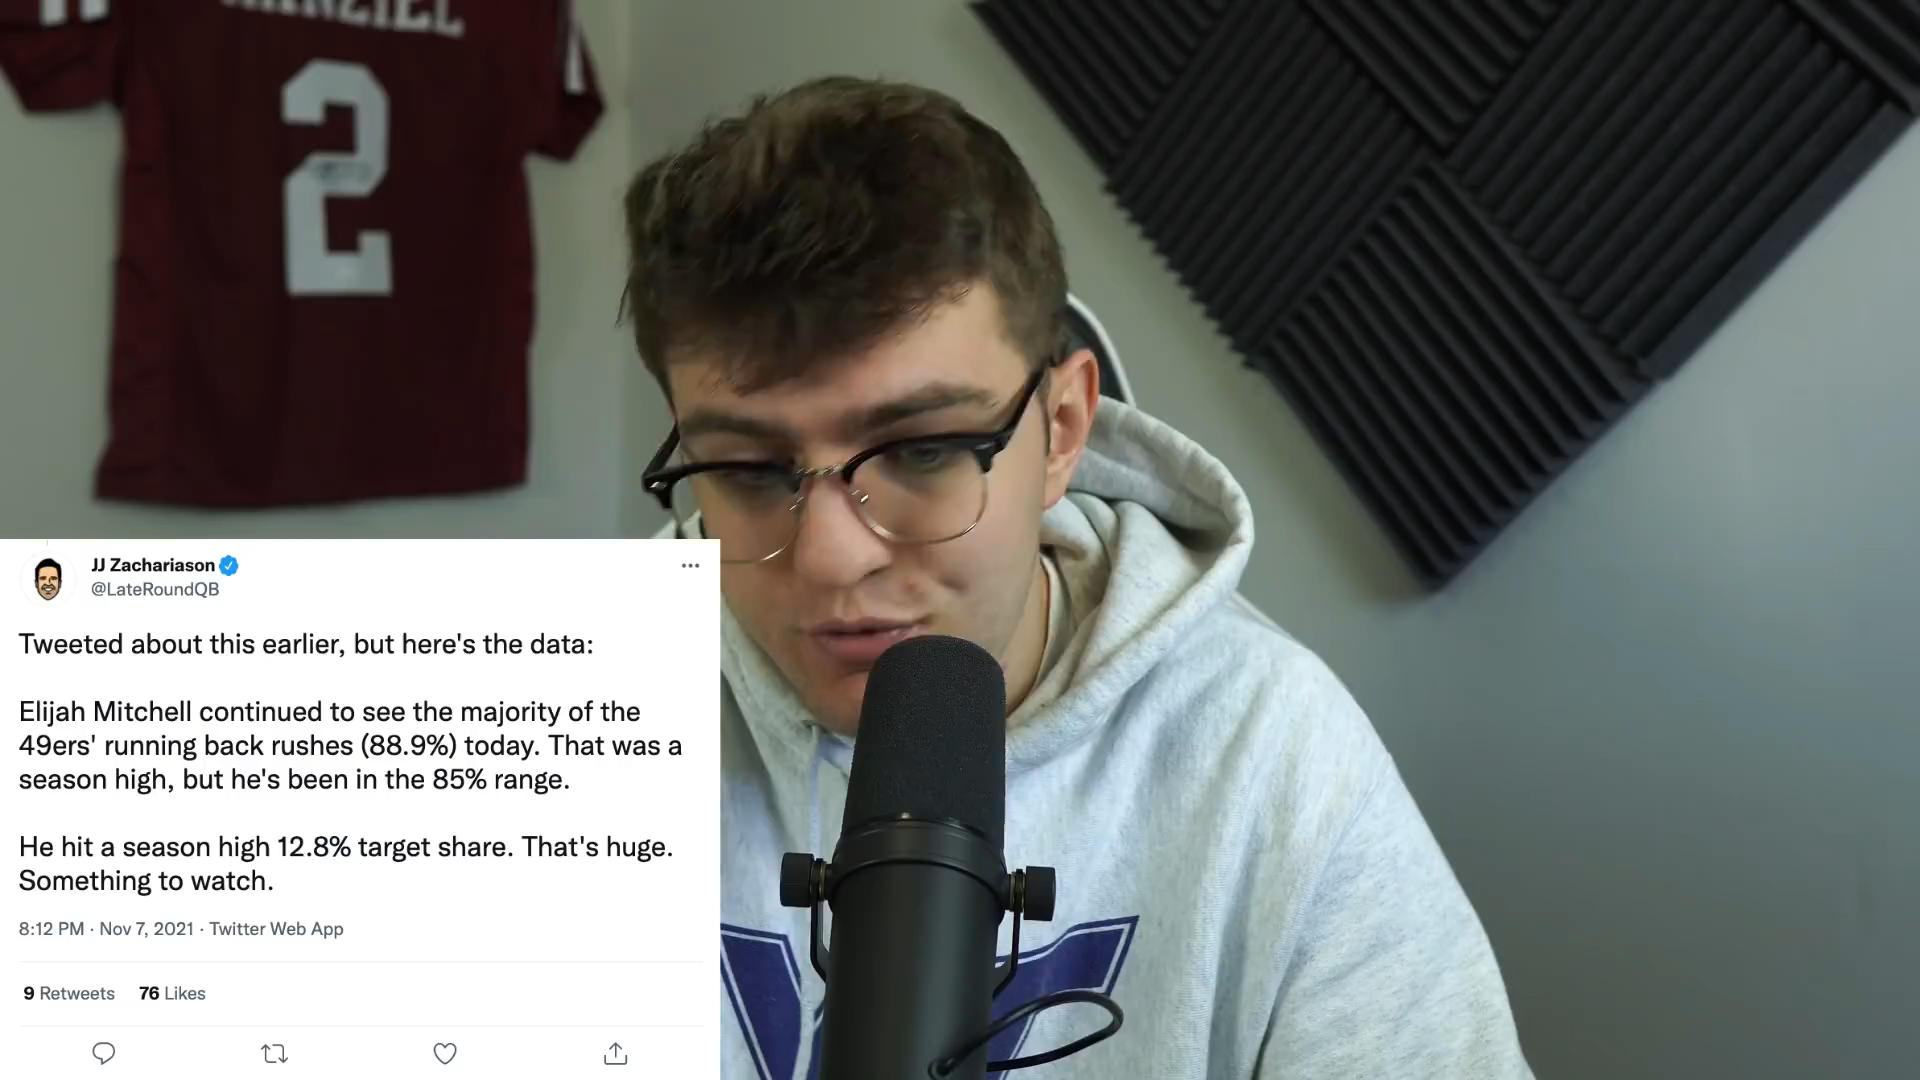 2
JJ Zachariason
@LateRoundQB
Tweeted about this earlier, but here's the data:
Elijah Mitchell continued to see the majority of the
49ers' running back rushes (88.9%) today. That was a
season high, but he's been in the 85% range.
He hit a season high 12.8% target share. That's huge.
Something to watch.
8:12 PM · Nov 7, 2021 · Twitter Web App
9 Retweets 76 Likes